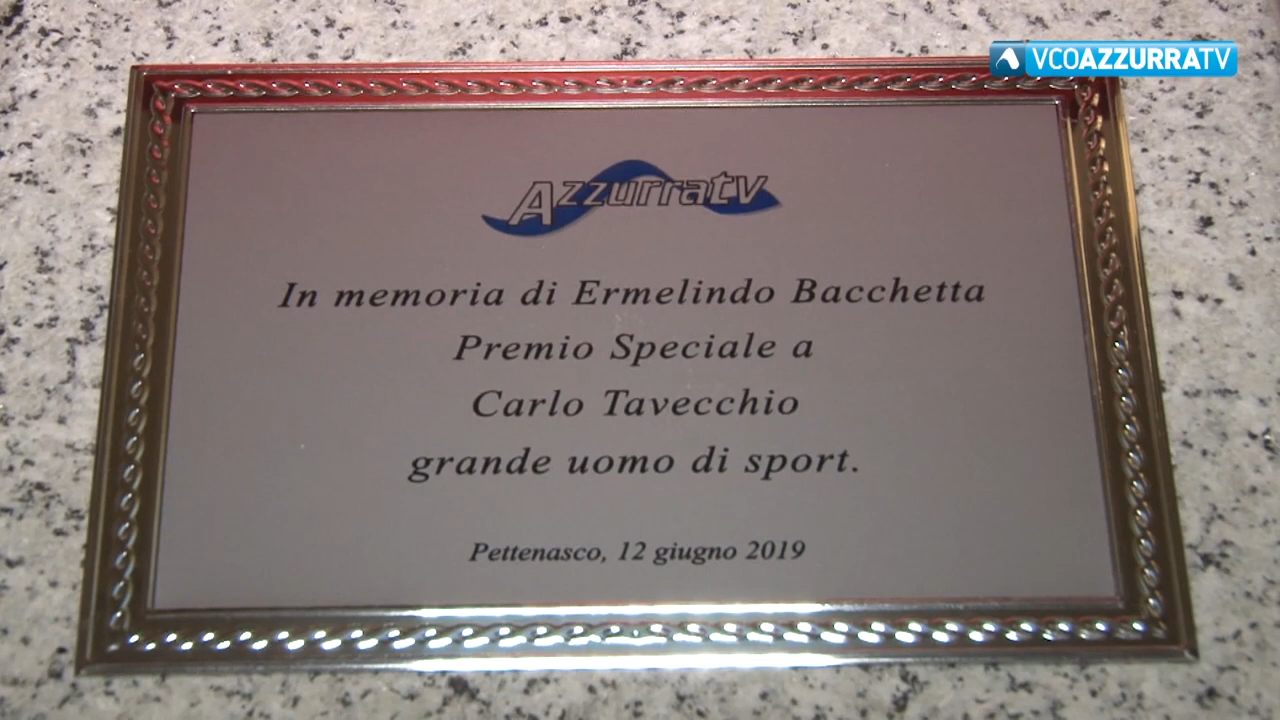 VCOAZZURRATV
Azzurratv
In memoria di Ermelindo Bacchetta
Premio Speciale a
Carlo Tavecchio
grande uomo di sport.
Pettenasco, 12 giugno 2019